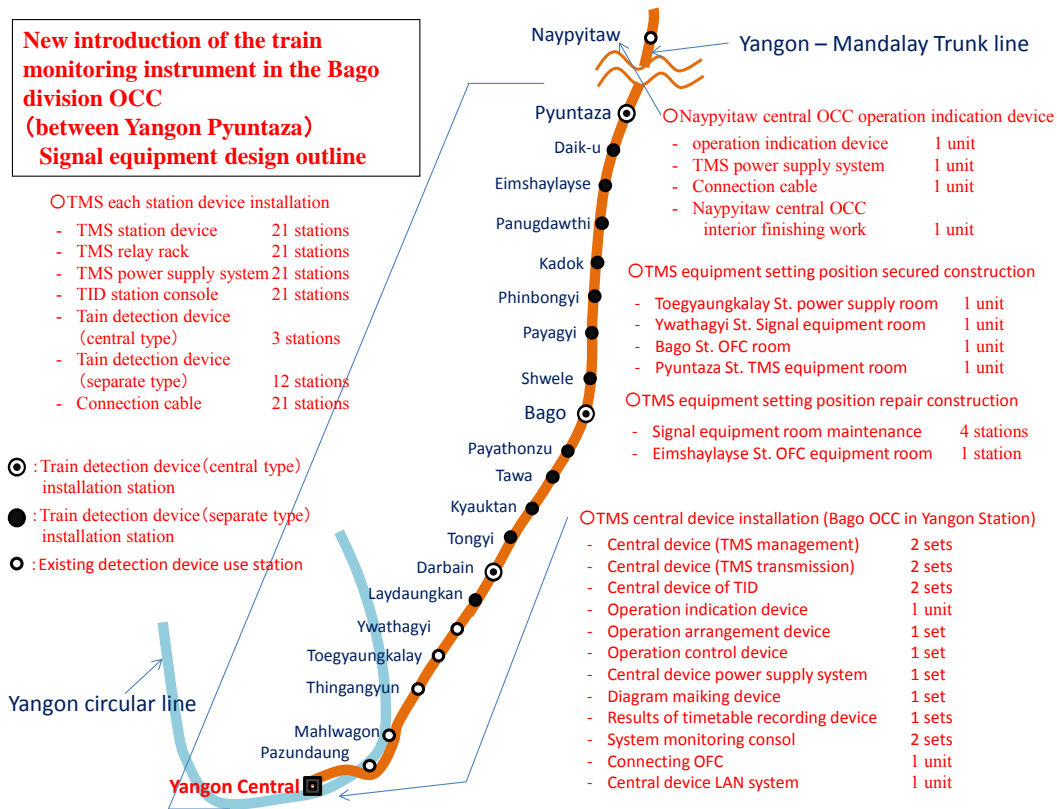 New introduction of the train
monitoring instrument in the Bago
division OCC
（between Yangon Pyuntaza）
Signal equipment design outline
○TMS each station device installation
- TMS station device 21 stations
- TMS relay rack 21 stations
- TMS power supply system 21 stations
- TID station console 21 stations
- Tain detection device
（central type） 3 stations
- Tain detection device
（separate type） 12 stations
- Connection cable 21 stations
: Train detection device（central type）
installation station
: Train detection device（separate type）
installation station
: Existing detection device use station
Yangon circular line
Naypyitaw
Yangon – Mandalay Trunk line
Pyuntaza
Daik-u
Eimshaylayse
Panugdawthi
Kadok
Phinbongyi
Payagyi
Shwele
Bago
Payathonzu
Tawa
Kyauktan
Tongyi
Darbain
Laydaungkan
Ywathagyi
Toegyaungkalay
Thingangyun
Mahlwagon
Pazundaung
Yangon Central
○Naypyitaw central OCC operation indication device
- operation indication device 1 unit
- TMS power supply system 1 unit
- Connection cable 1 unit
- Naypyitaw central OCC
interior finishing work 1 unit
○TMS equipment setting position secured construction
- Toegyaungkalay St. power supply room 1 unit
- Ywathagyi St. Signal equipment room 1 unit
- Bago St. OFC room 1 unit
- Pyuntaza St. TMS equipment room 1 unit
○TMS equipment setting position repair construction
- Signal equipment room maintenance 4 stations
- Eimshaylayse St. OFC equipment room 1 station
○TMS central device installation (Bago OCC in Yangon Station)
- Central device (TMS management) 2 sets
- Central device (TMS transmission) 2 sets
- Central device of TID 2 sets
- Operation indication device 1 unit
- Operation arrangement device 1 set
- Operation control device 1 set
- Central device power supply system 1 set
- Diagram maiking device 1 set
- Results of timetable recording device 1 sets
- System monitoring consol 2 sets
- Connecting OFC 1 unit
- Central device LAN system 1 unit